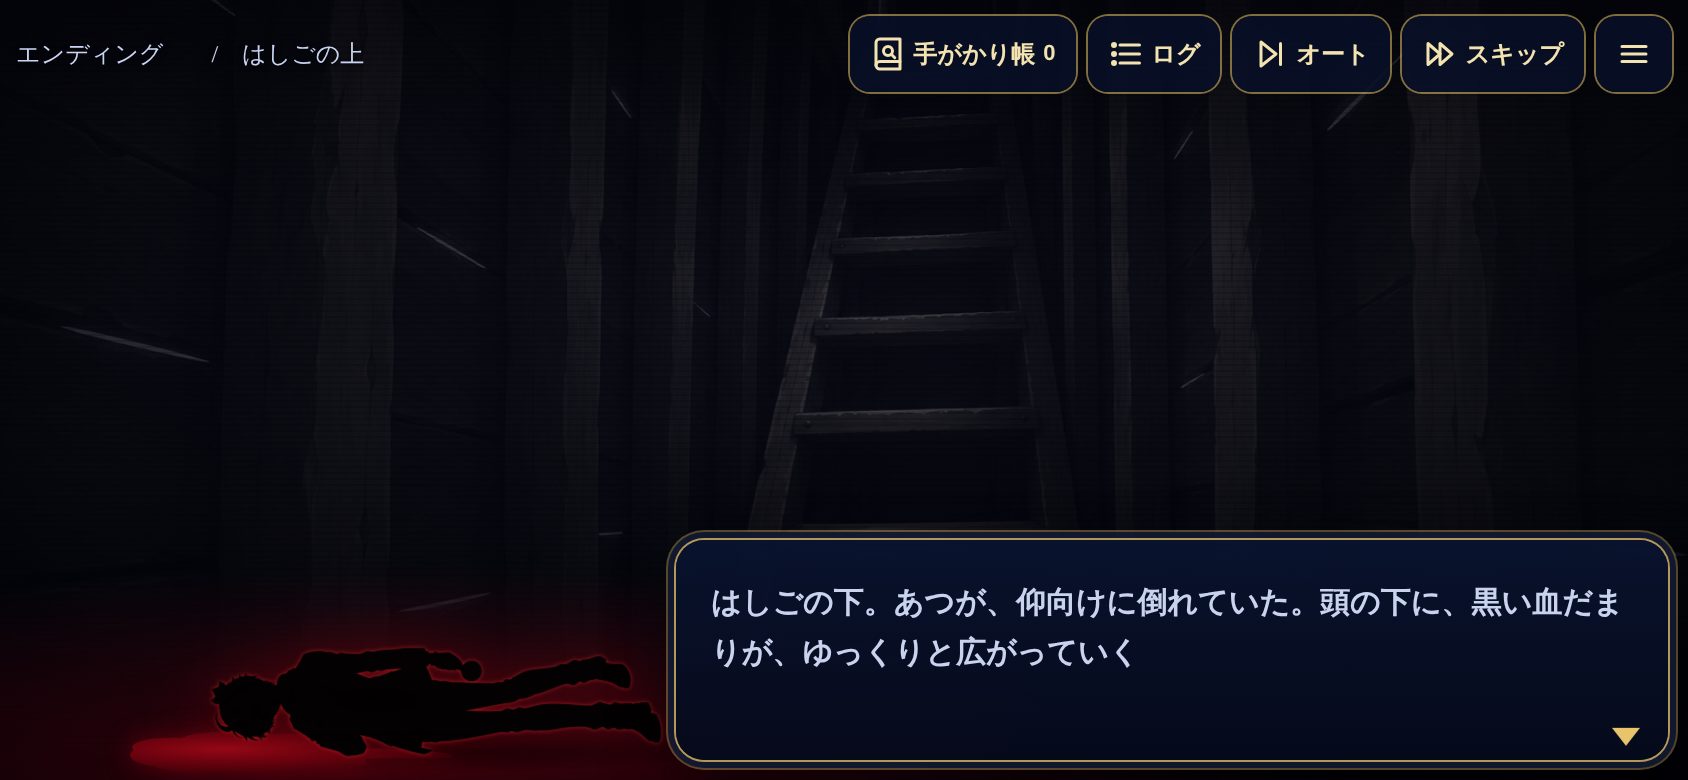 エンディング / はしごの上
手がかり帳 0
ログ
オート
スキップ
はしごの下。あつが、仰向けに倒れていた。頭の下に、黒い血だま
りが、ゆっくりと広がっていく